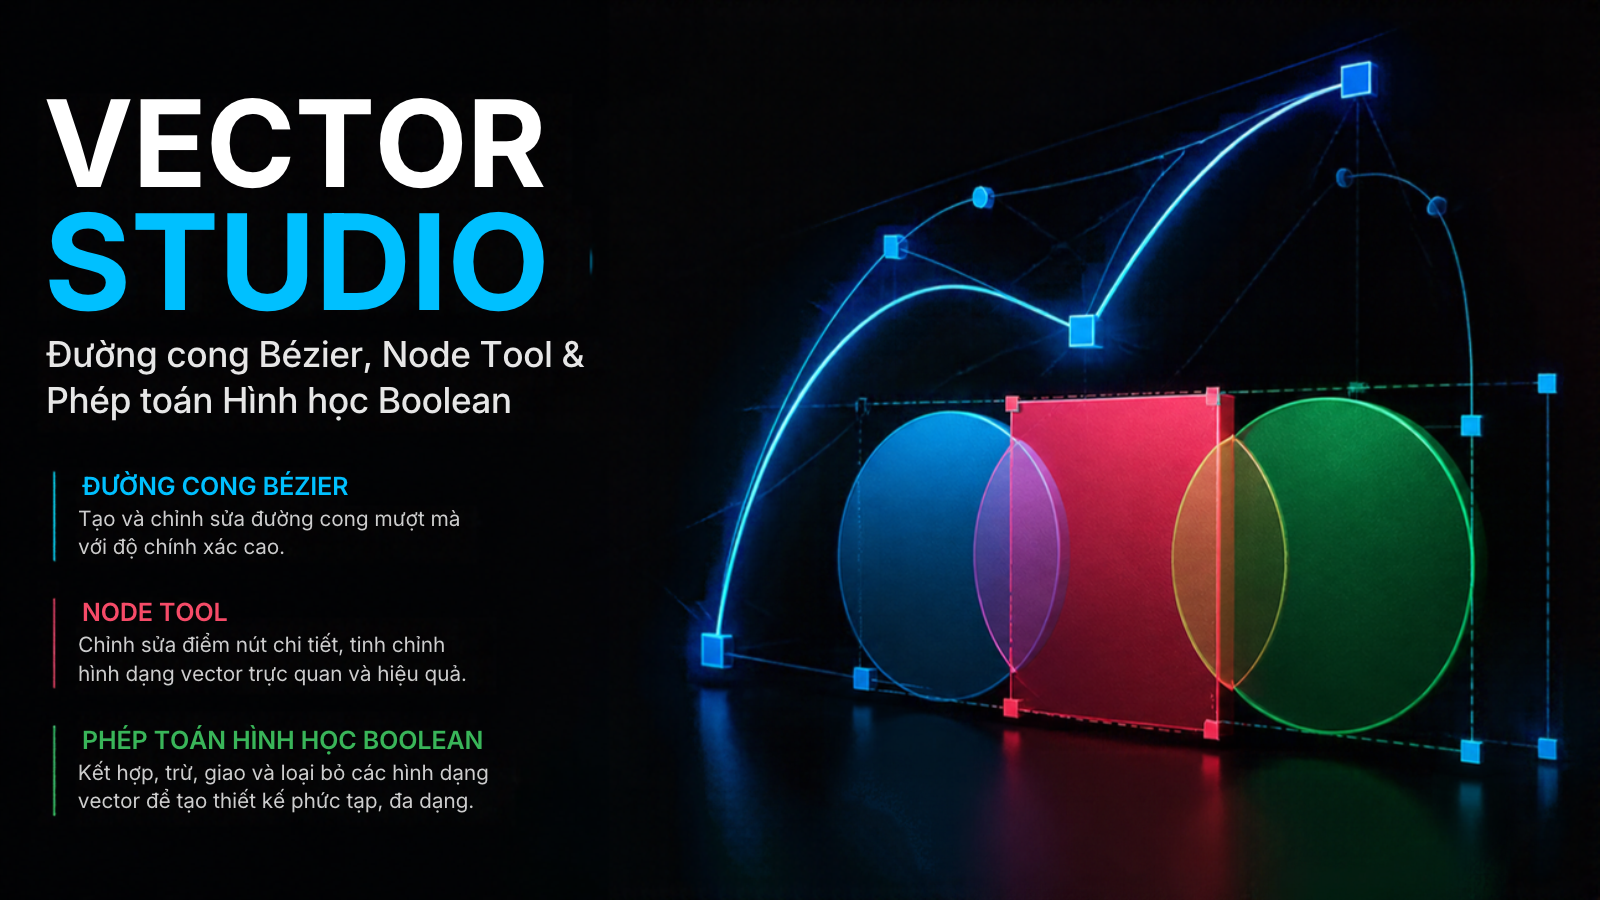 VECTOR
STUDIO
Đường cong Bézier, Node Tool &
Phép toán Hình học Boolean
ĐƯỜNG CONG BÉZIER
Tạo và chỉnh sửa đường cong mượt mà
với độ chính xác cao.
NODE TOOL
Chỉnh sửa điểm nút chi tiết, tinh chỉnh
hình dạng vector trực quan và hiệu quả.
PHÉP TOÁN HÌNH HỌC BOOLEAN
Kết hợp, trừ, giao và loại bỏ các hình dạng
vector để tạo thiết kế phức tạp, đa dạng.